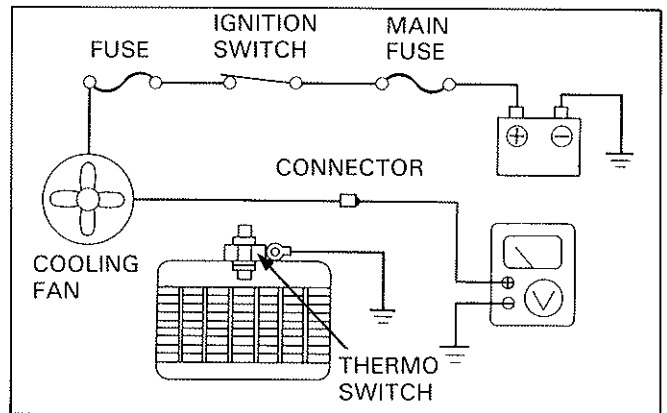 IGNITION
SWITCH
MAIN
FUSE
FUSE
CONNECTOR
COOLING
FAN
THERMO
SWITCH
V